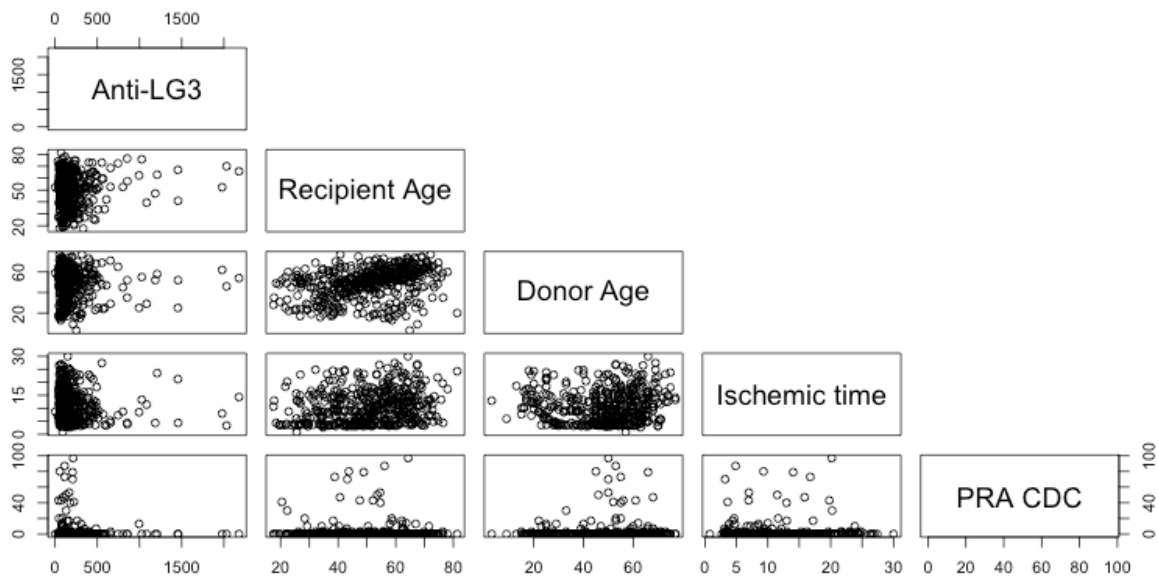 0 500 1500
0 1500
Anti-LG3
20 50 80
Recipient Age
20 60
Donor Age
0 15 30
Ischemic time
0 40 100
PRA CDC
0 40 100
0 500 1500
20 40 60 80
20 40 60
0 5 10 15 20 25 30
0 20 40 60 80 100